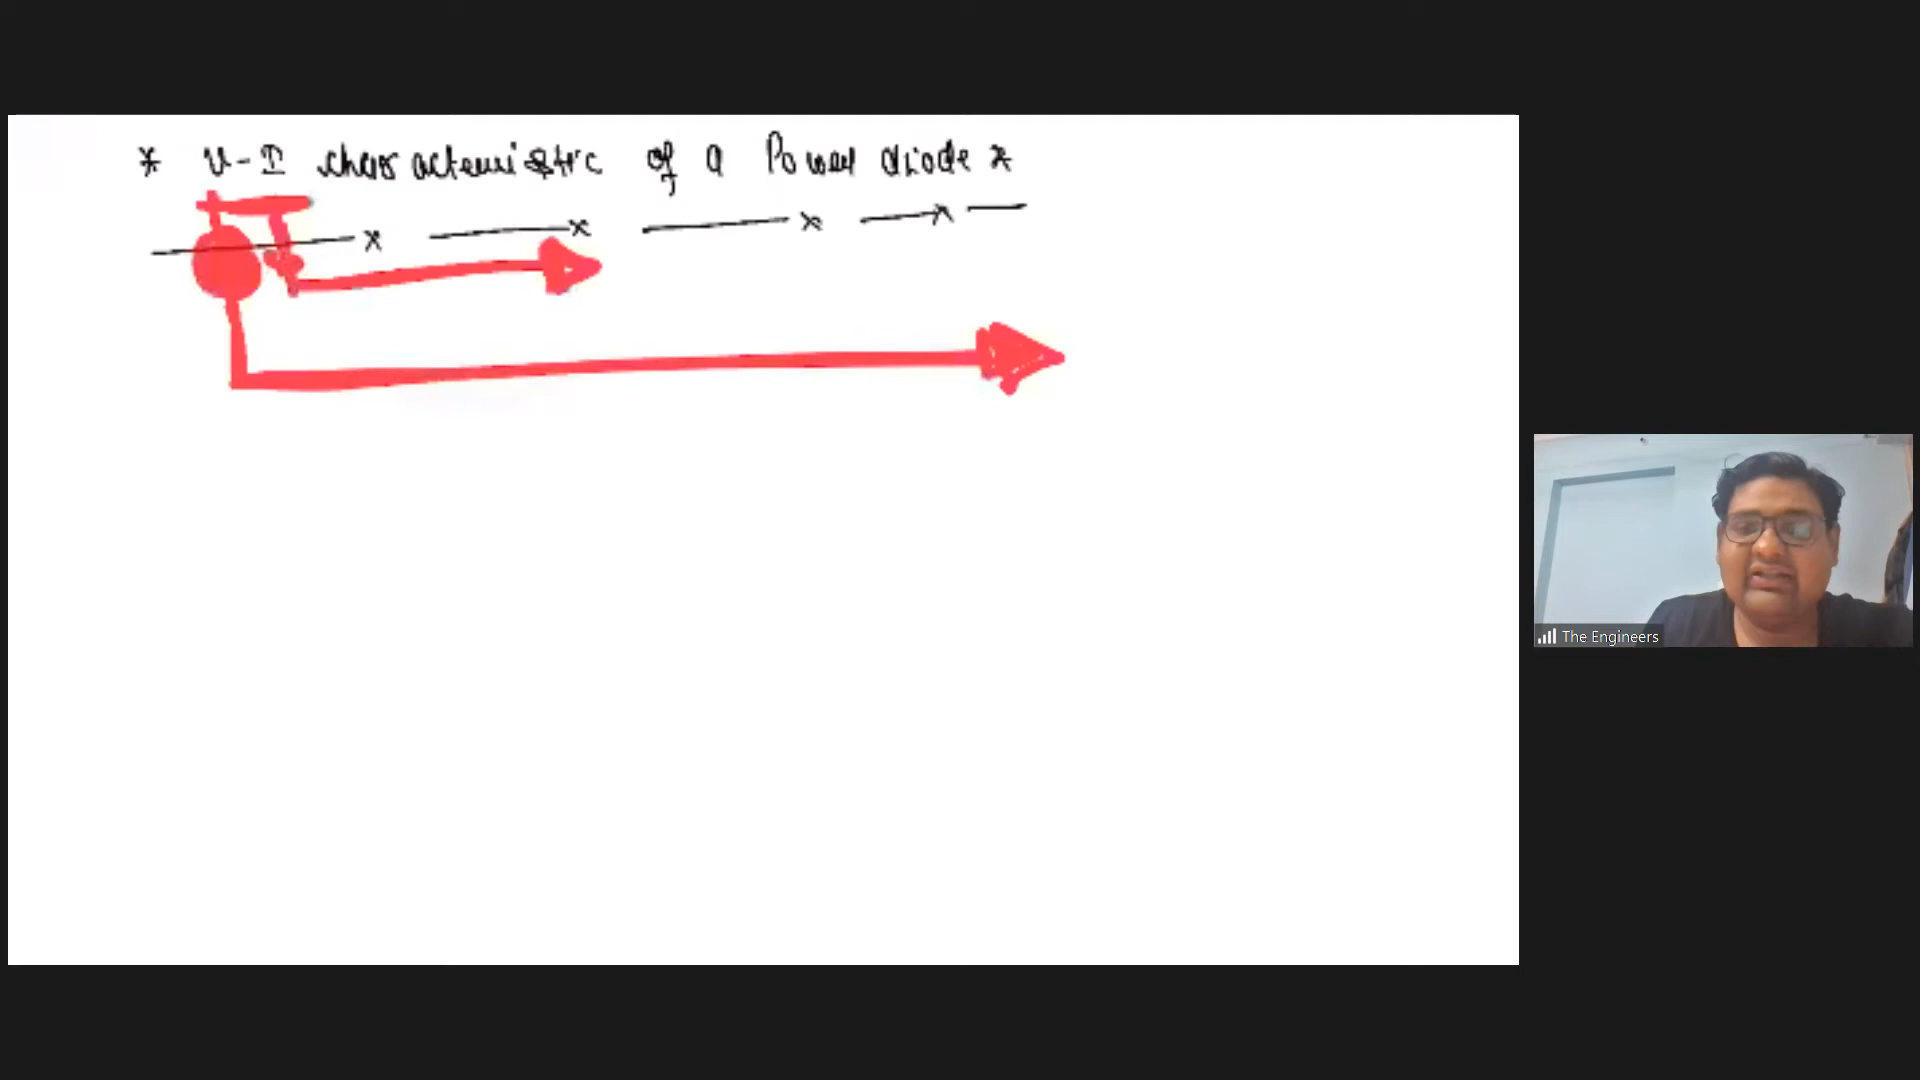 * V-I characteristic of a Power diode *
The Engineers